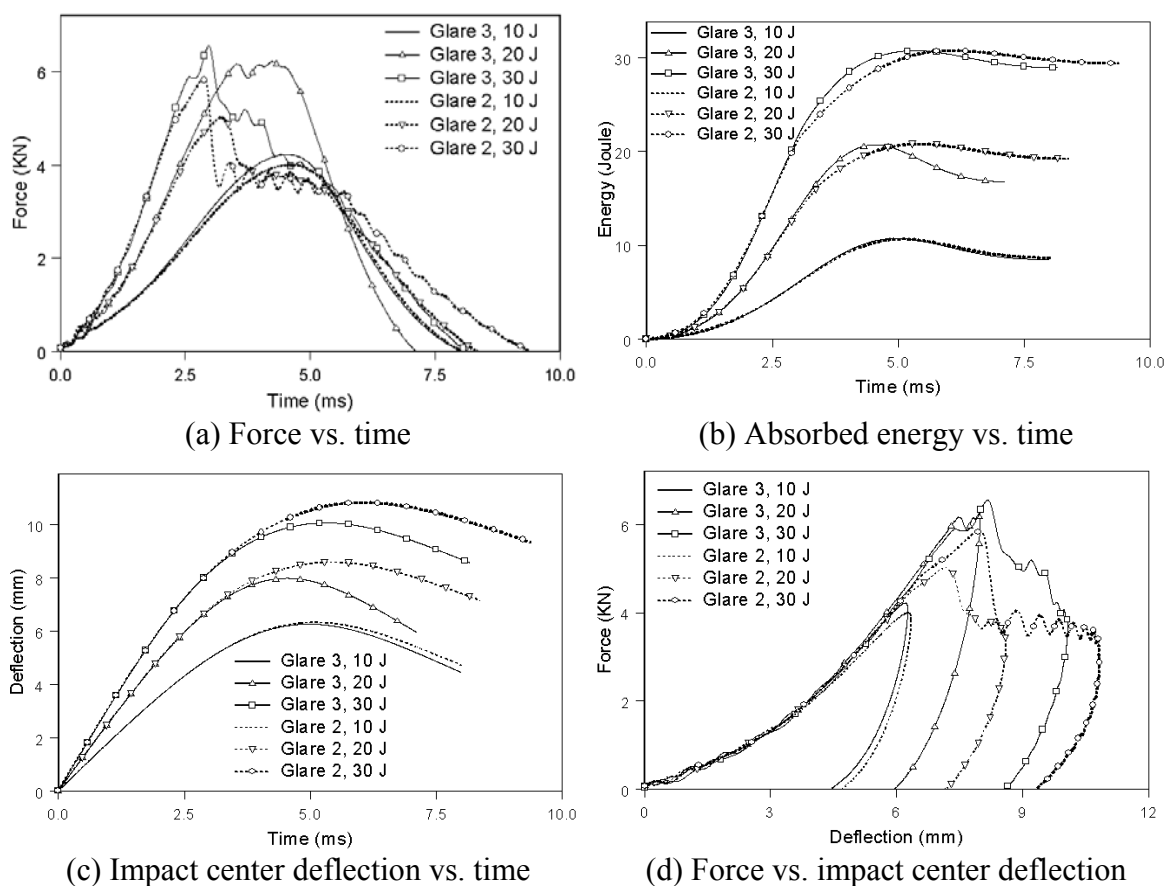 Glare 3, 10 J
Glare 3, 20 J
Glare 3, 30 J
Glare 2, 10 J
Glare 2, 20 J
Glare 2, 30 J
6
4
2
0
Force (KN)
0.0
2.5
5.0
7.5
10.0
Time (ms)
(a) Force vs. time
Glare 3, 10 J
Glare 3, 20 J
Glare 3, 30 J
Glare 2, 10 J
Glare 2, 20 J
Glare 2, 30 J
30
20
10
0
Energy (Joule)
0.0
2.5
5.0
7.5
10.0
Time (ms)
(b) Absorbed energy vs. time
10
8
6
4
2
0
Deflection (mm)
Glare 3, 10 J
Glare 3, 20 J
Glare 3, 30 J
Glare 2, 10 J
Glare 2, 20 J
Glare 2, 30 J
0.0
2.5
5.0
7.5
10.0
Time (ms)
(c) Impact center deflection vs. time
Glare 3, 10 J
Glare 3, 20 J
Glare 3, 30 J
Glare 2, 10 J
Glare 2, 20 J
Glare 2, 30 J
6
4
2
0
Force (KN)
0
3
6
9
12
Deflection (mm)
(d) Force vs. impact center deflection